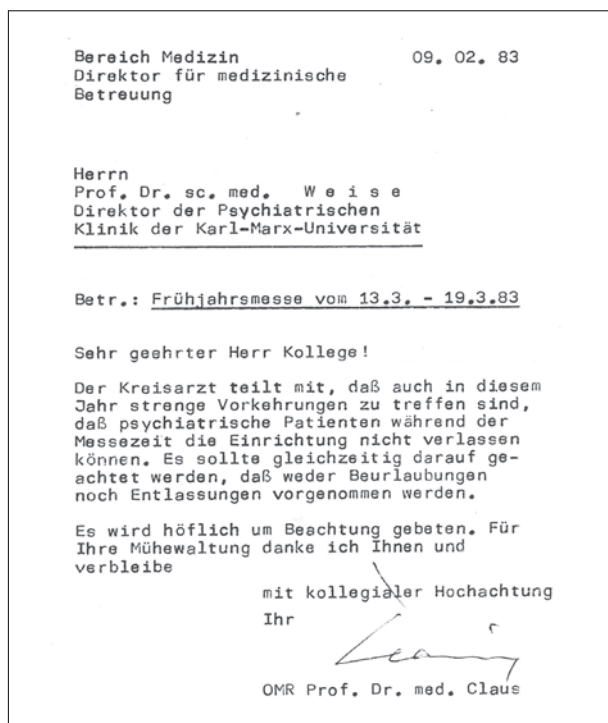 Bereich Medizin 09. 02. 83
Direktor für medizinische
Betreuung
Herrn
Prof. Dr. sc. med. W e i s e
Direktor der Psychiatrischen
Klinik der Karl-Marx-Universität
Betr.: Frühjahrsmesse vom 13.3. - 19.3.83
Sehr geehrter Herr Kollege!
Der Kreisarzt teilt mit, daß auch in diesem
Jahr strenge Vorkehrungen zu treffen sind,
daß psychiatrische Patienten während der
Messezeit die Einrichtung nicht verlassen
können. Es sollte gleichzeitig darauf ge-
achtet werden, daß weder Beurlaubungen
noch Entlassungen vorgenommen werden.
Es wird höflich um Beachtung gebeten. Für
Ihre Mühewaltung danke ich Ihnen und
verbleibe
mit kollegialer Hochachtung
Ihr
OMR Prof. Dr. med. Claus